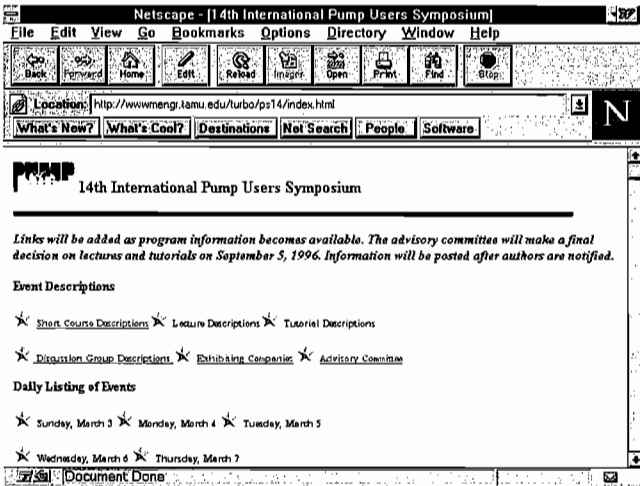 Netscape - [14th International Pump Users Symposium]
File Edit View Go Bookmarks Options Directory Window Help
Back Forward Home Edit Reload Images Open Print Find Stop
Location: http://wwwmengr.tamu.edu/turbo/ps14/index.html
N
What's New? What's Cool? Destinations Net Search People Software
PUMP
14th International Pump Users Symposium
Links will be added as program information becomes available. The advisory committee will make a final
decision on lectures and tutorials on September 5, 1996. Information will be posted after authors are notified.
Event Descriptions
Short Course Descriptions Lecture Descriptions Tutorial Descriptions
Discussion Group Descriptions Exhibiting Companies Advisory Committee
Daily Listing of Events
Sunday, March 3 Monday, March 4 Tuesday, March 5
Wednesday, March 6 Thursday, March 7
Document Done